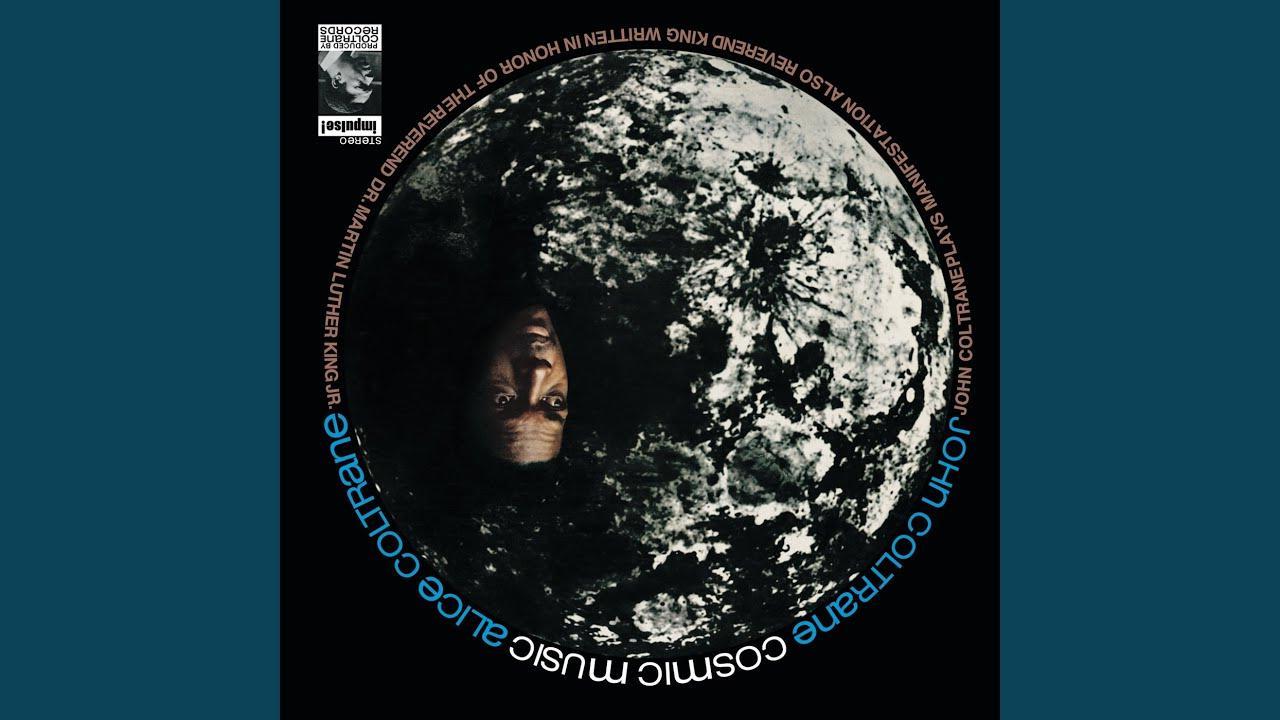 JOHN COLTRANE COSMIC MUSIC ALICE COLTRANE
JOHN COLTRANE PLAYS MANIFESTATION ALSO REVEREND KING WRITTEN IN HONOR OF THE REVEREND DR. MARTIN LUTHER KING JR.
STEREO
impulse!
PRODUCED BY
COLTRANE
RECORDS